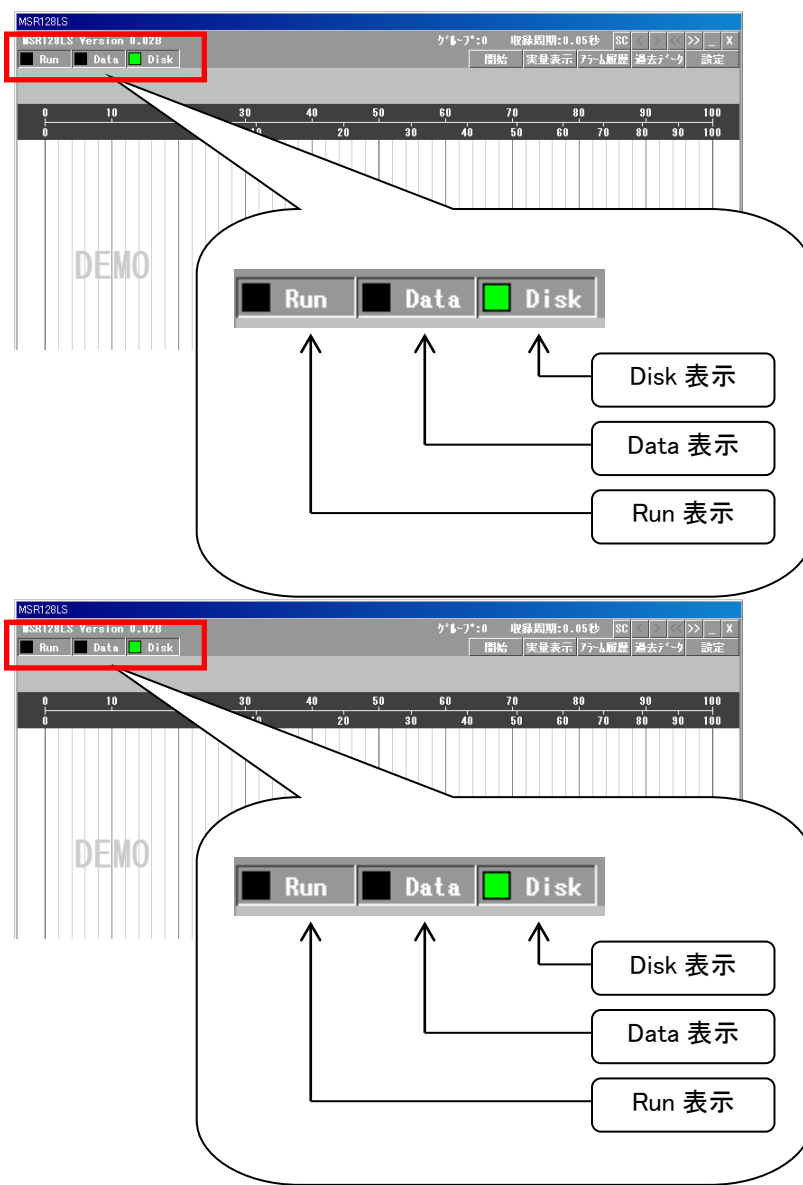 MSR128LS
MSR128LS Version 0.02B ｸﾞﾙｰﾌﾟ:0 収録周期:0.05秒 SC < > << >> _ X
Run Data Disk 開始 実量表示 ｱﾗｰﾑ履歴 過去ﾃﾞｰﾀ 設定
0 10 30 40 50 60 70 80 90 100
0 10 20 30 40 50 60 70 80 90 100
DEMO
Run Data Disk
Disk 表示
Data 表示
Run 表示
MSR128LS
MSR128LS Version 0.02B ｸﾞﾙｰﾌﾟ:0 収録周期:0.05秒 SC < > << >> _ X
Run Data Disk 開始 実量表示 ｱﾗｰﾑ履歴 過去ﾃﾞｰﾀ 設定
0 10 30 40 50 60 70 80 90 100
0 10 20 30 40 50 60 70 80 90 100
DEMO
Run Data Disk
Disk 表示
Data 表示
Run 表示